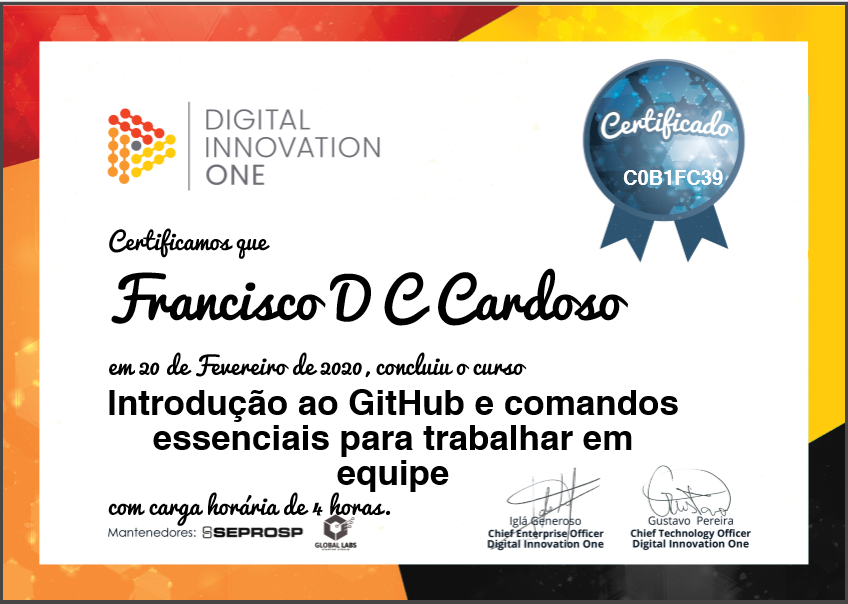 DIGITAL
INNOVATION
ONE
Certificado
C0B1FC39
Certificamos que
Francisco D C Cardoso
em 20 de Fevereiro de 2020, concluiu o curso
Introdução ao GitHub e comandos
essenciais para trabalhar em
equipe
com carga horária de 4 horas.
Mantenedores: SEPROSP
GLOBAL LABS
Iglá Generoso
Chief Enterprise Officer
Digital Innovation One
Gustavo Pereira
Chief Technology Officer
Digital Innovation One